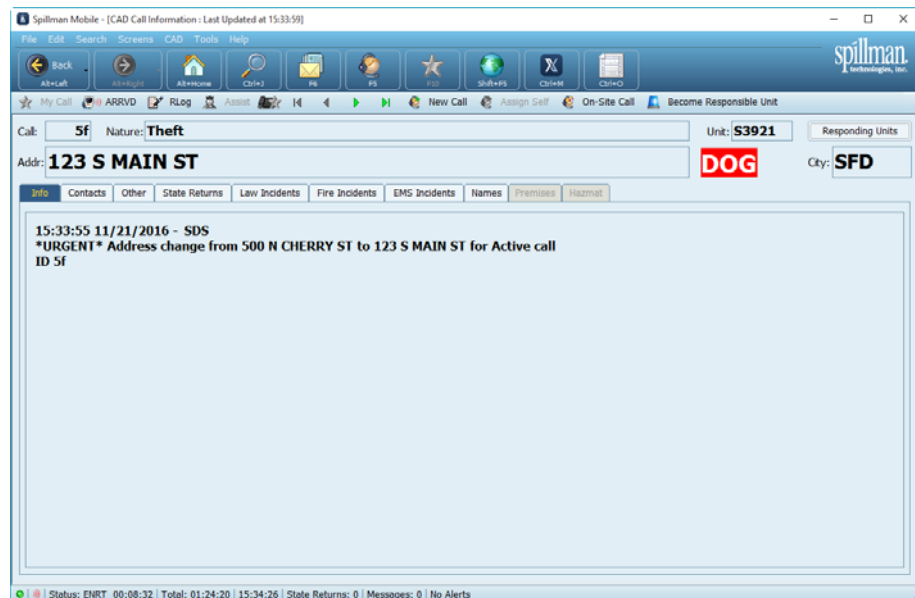 Spillman Mobile - [CAD Call Information : Last Updated at 15:33:59]
File Edit Search Screens CAD Tools Help
Back
Alt+Left Alt+Right Alt+Home Ctrl+J F6 F5 F10 Shift+F5 Ctrl+M Ctrl+O
spillman
technologies, inc.
My Call ARRVD RLog Assist New Call Assign Self On-Site Call Become Responsible Unit
Call: 5f Nature: Theft Unit: S3921 Responding Units
Addr: 123 S MAIN ST DOG City: SFD
Info Contacts Other State Returns Law Incidents Fire Incidents EMS Incidents Names Premises Hazmat
15:33:55 11/21/2016 - SDS
*URGENT* Address change from 500 N CHERRY ST to 123 S MAIN ST for Active call
ID 5f
Status: ENRT 00:08:32 Total: 01:24:20 15:34:26 State Returns: 0 Messages: 0 No Alerts